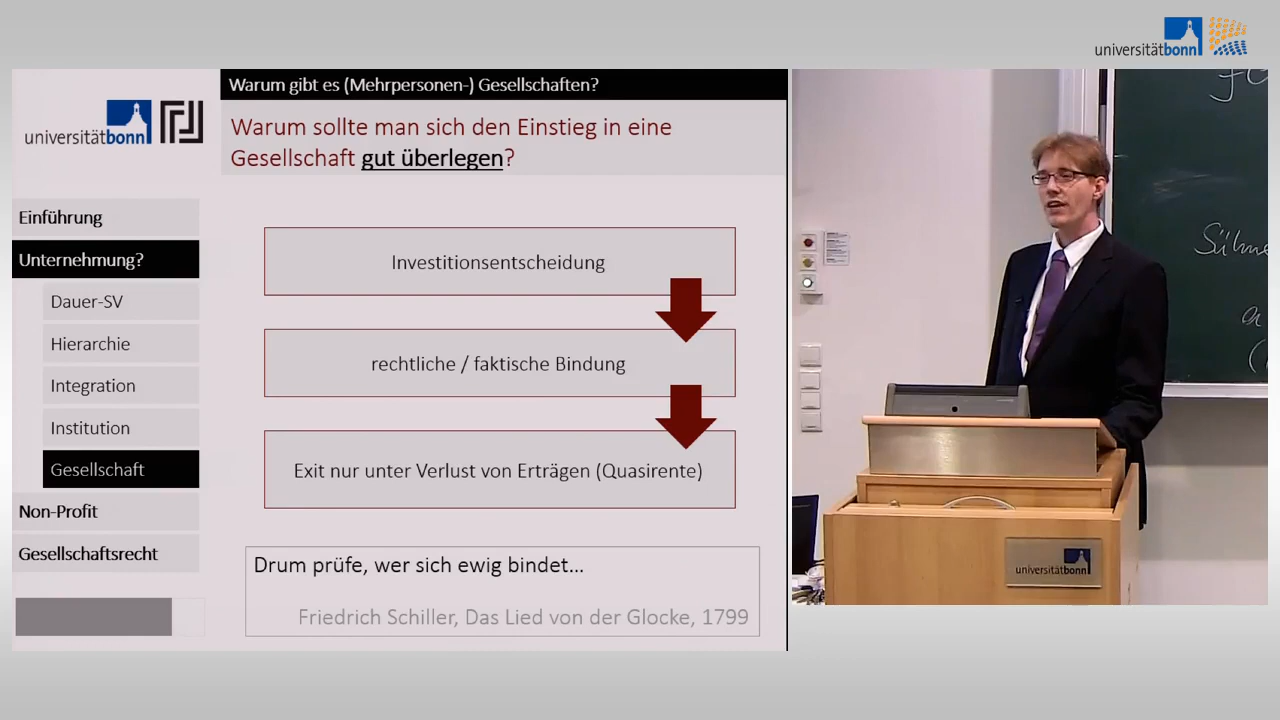 universitätbonn
Warum gibt es (Mehrpersonen-) Gesellschaften?
universitätbonn
Warum sollte man sich den Einstieg in eine
Gesellschaft gut überlegen?
Einführung
Unternehmung?
Dauer-SV
Hierarchie
Integration
Institution
Gesellschaft
Non-Profit
Gesellschaftsrecht
Investitionsentscheidung
rechtliche / faktische Bindung
Exit nur unter Verlust von Erträgen (Quasirente)
Drum prüfe, wer sich ewig bindet...
Friedrich Schiller, Das Lied von der Glocke, 1799
universitätbonn